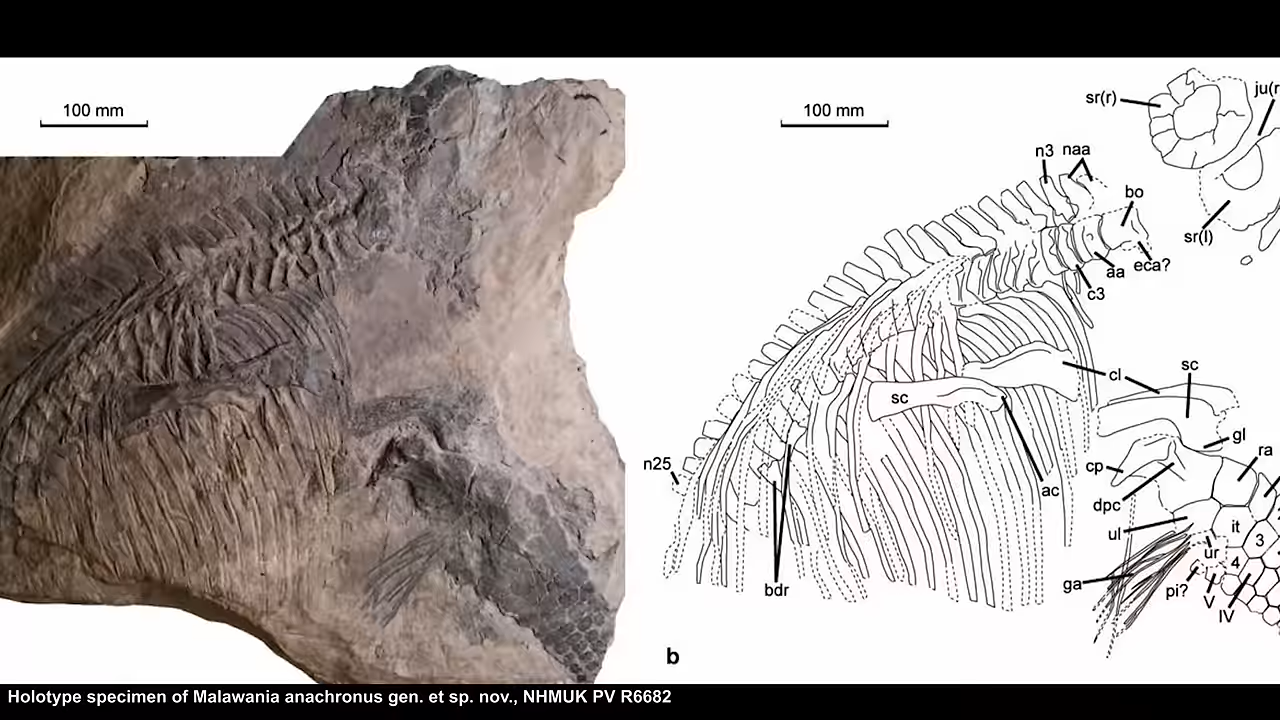 100 mm
100 mm
sr(r)
ju(r
n3 naa
bo
sr(l)
aa
eca?
c3
cl
sc
sc
gl
n25
cp
ra
ac
dpc
ul
it
3
ur
4
ga
bdr
pi?
V
IV
b
Holotype specimen of Malawania anachronus gen. et sp. nov., NHMUK PV R6682